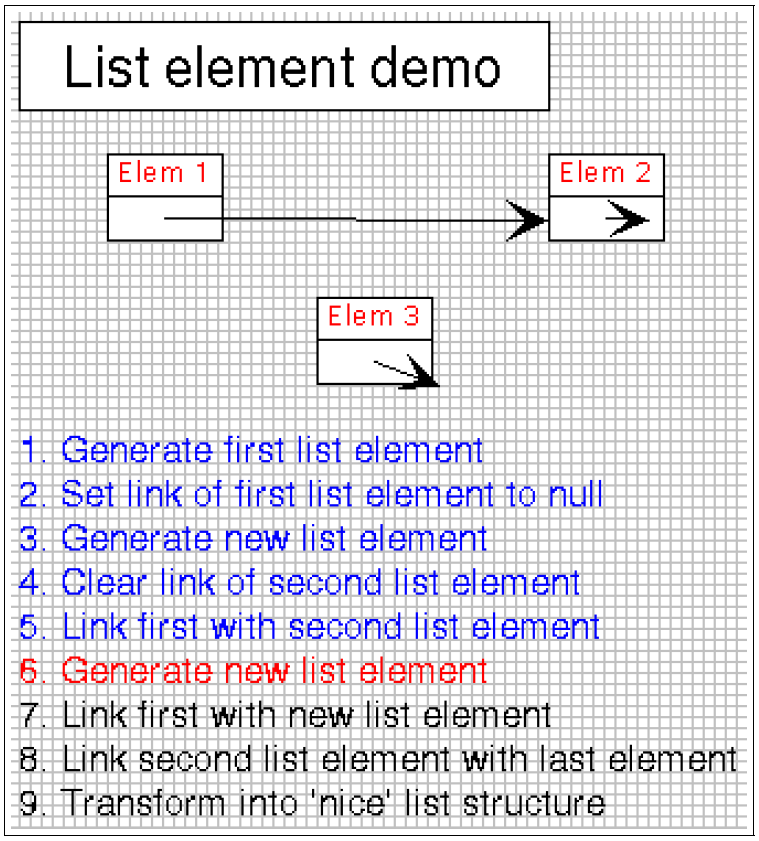 List element demo
Elem 1
Elem 2
Elem 3
1. Generate first list element
2. Set link of first list element to null
3. Generate new list element
4. Clear link of second list element
5. Link first with second list element
6. Generate new list element
7. Link first with new list element
8. Link second list element with last element
9. Transform into 'nice' list structure